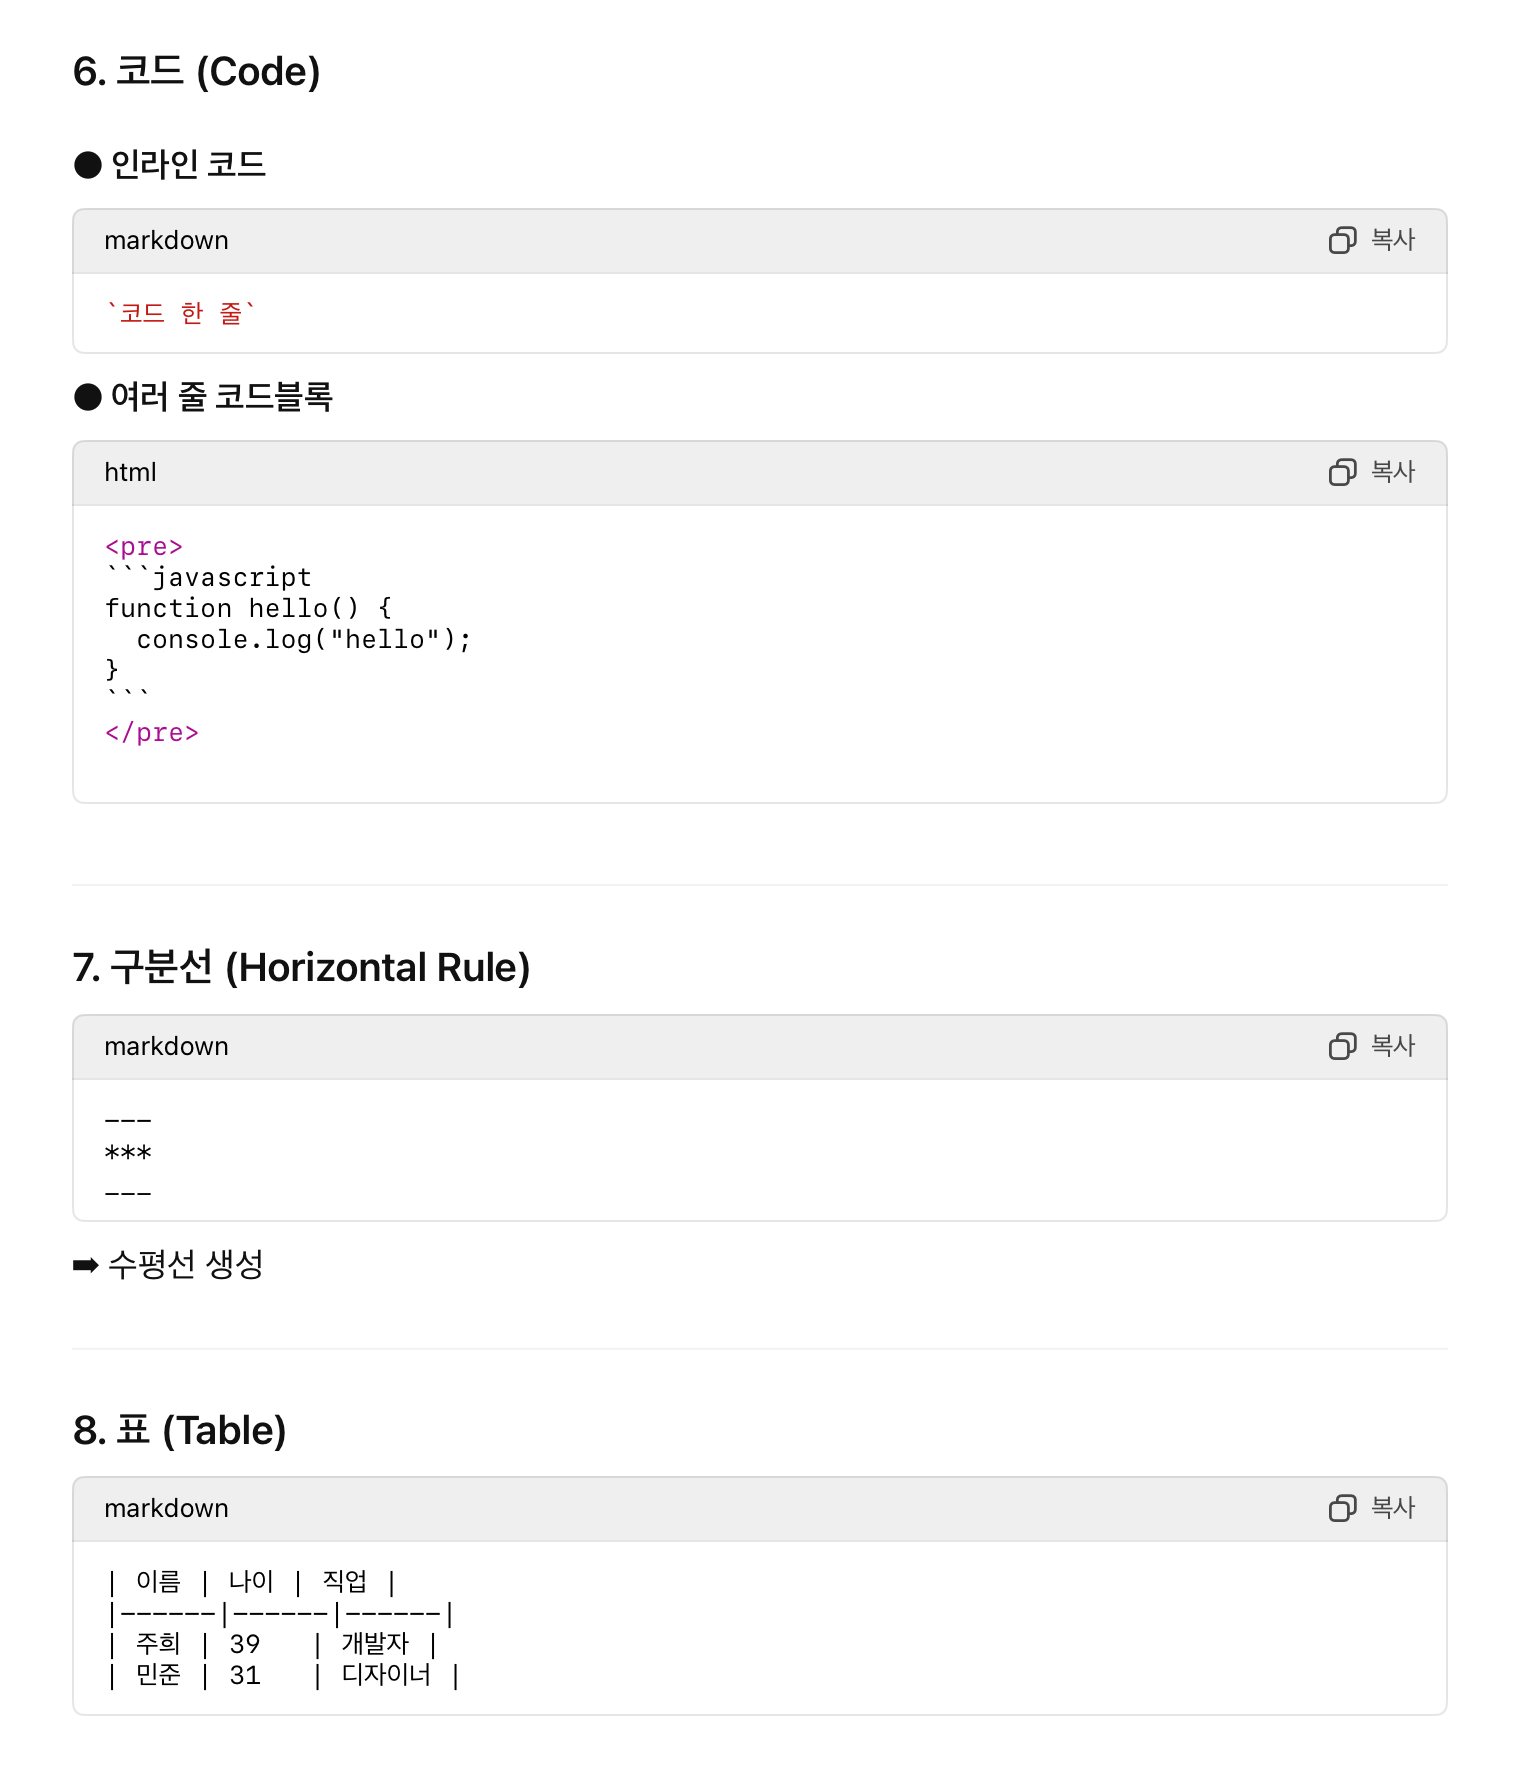 6. 코드 (Code)
● 인라인 코드
markdown
복사
`코드 한 줄`
● 여러 줄 코드블록
html
복사
<pre>
```javascript
function hello() {
  console.log("hello");
}
```
</pre>
7. 구분선 (Horizontal Rule)
markdown
복사
---
***
---
➡ 수평선 생성
8. 표 (Table)
markdown
복사
| 이름 | 나이 | 직업 |
|------|------|------|
| 주희 | 39   | 개발자 |
| 민준 | 31   | 디자이너 |